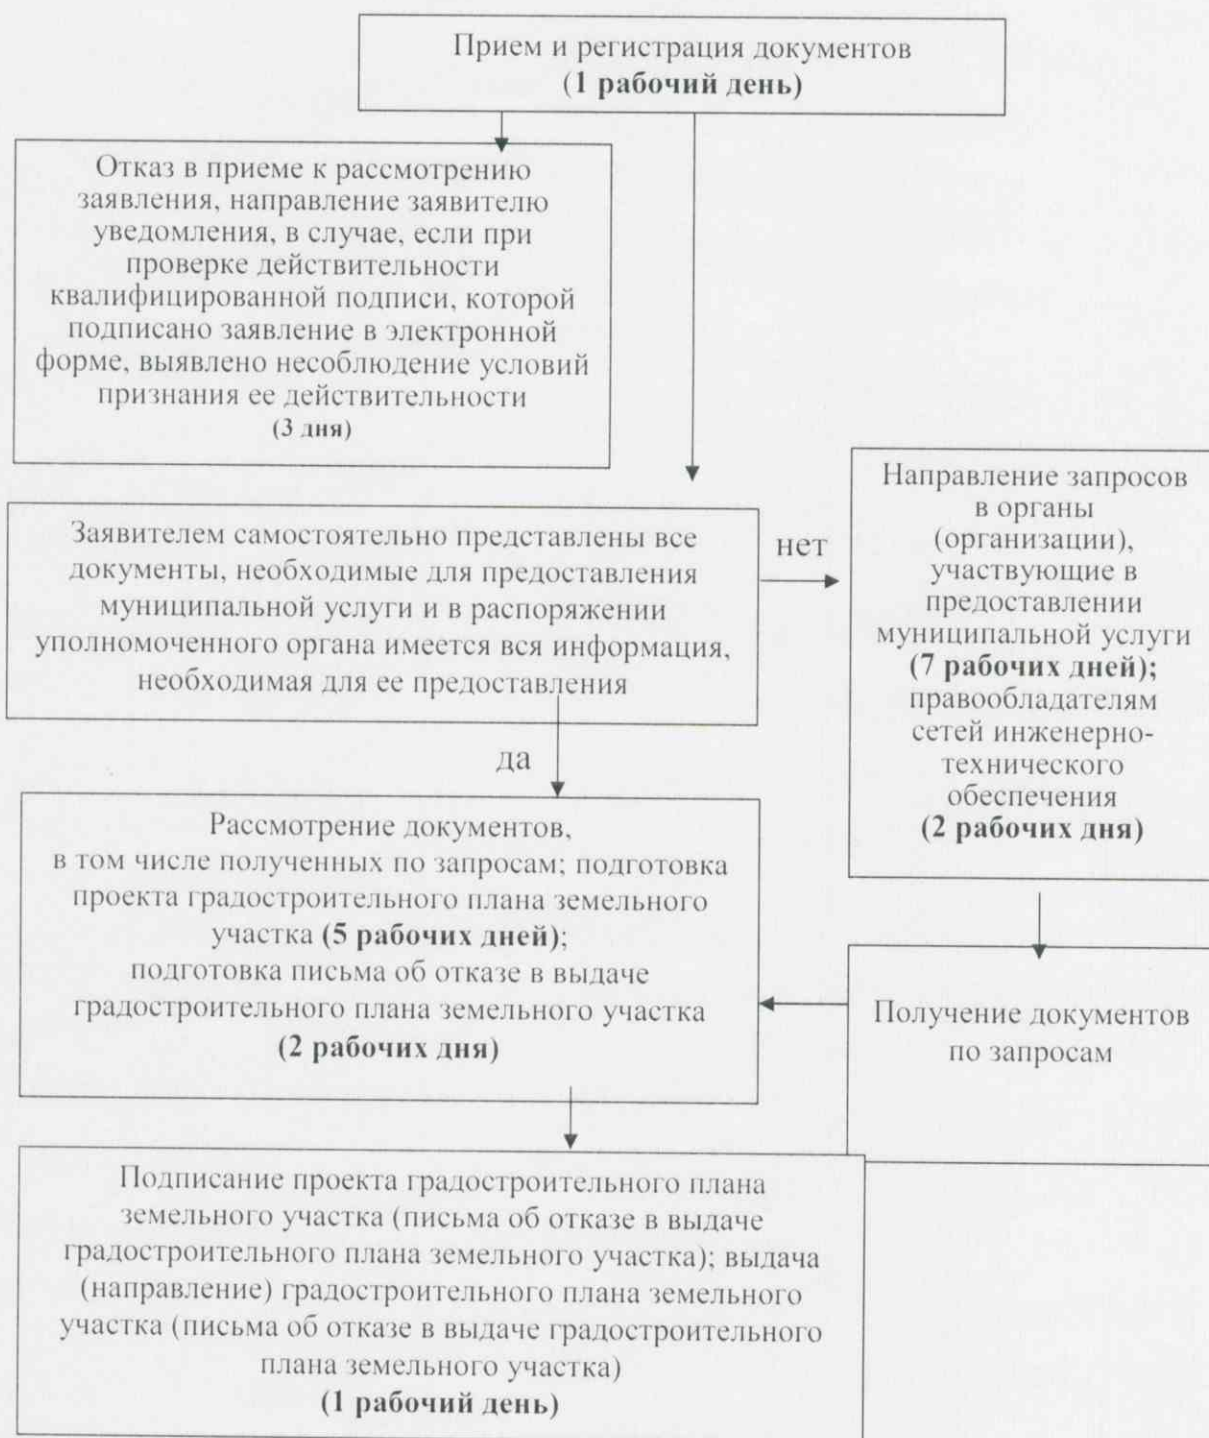 Прием и регистрация документов
(1 рабочий день)
Отказ в приеме к рассмотрению
заявления, направление заявителю
уведомления, в случае, если при
проверке действительности
квалифицированной подписи, которой
подписано заявление в электронной
форме, выявлено несоблюдение условий
признания ее действительности
(3 дня)
Заявителем самостоятельно представлены все
документы, необходимые для предоставления
муниципальной услуги и в распоряжении
уполномоченного органа имеется вся информация,
необходимая для ее предоставления
нет
Направление запросов
в органы
(организации),
участвующие в
предоставлении
муниципальной услуги
(7 рабочих дней);
правообладателям
сетей инженерно-
технического
обеспечения
(2 рабочих дня)
да
Рассмотрение документов,
в том числе полученных по запросам; подготовка
проекта градостроительного плана земельного
участка (5 рабочих дней);
подготовка письма об отказе в выдаче
градостроительного плана земельного участка
(2 рабочих дня)
Получение документов
по запросам
Подписание проекта градостроительного плана
земельного участка (письма об отказе в выдаче
градостроительного плана земельного участка); выдача
(направление) градостроительного плана земельного
участка (письма об отказе в выдаче градостроительного
плана земельного участка)
(1 рабочий день)